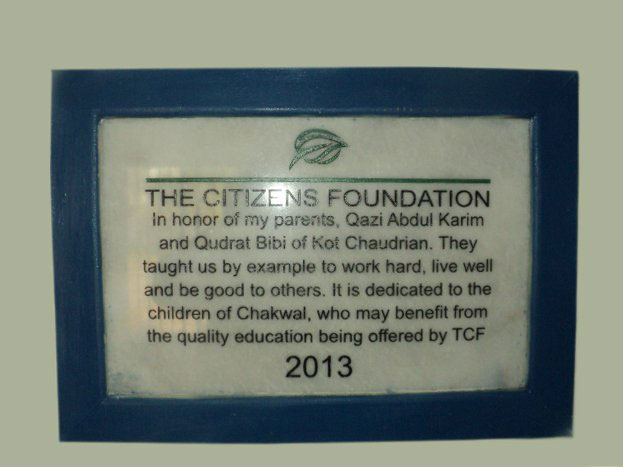 THE CITIZENS FOUNDATION
In honor of my parents, Qazi Abdul Karim
and Qudrat Bibi of Kot Chaudrian. They
taught us by example to work hard, live well
and be good to others. It is dedicated to the
children of Chakwal, who may benefit from
the quality education being offered by TCF
2013